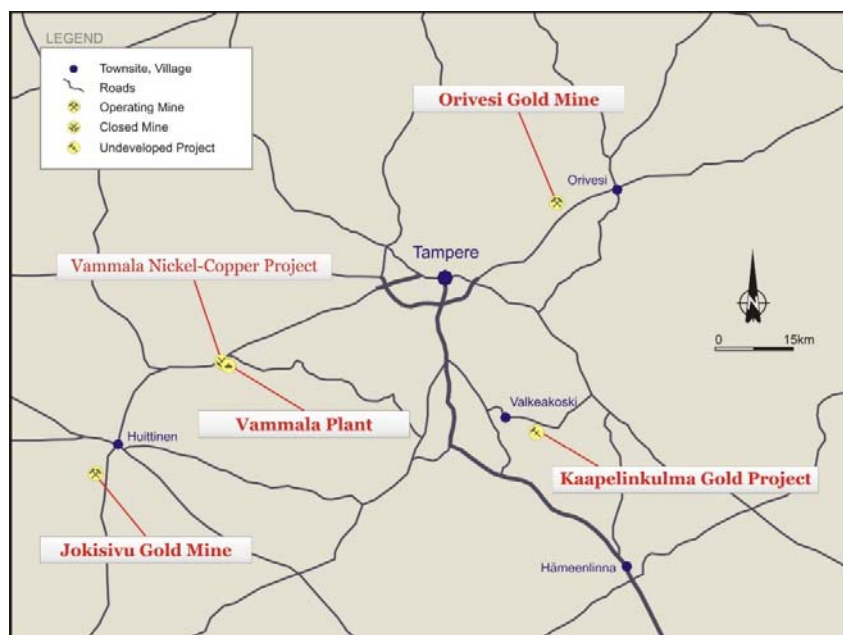 LEGEND
Townsite, Village
Roads
Operating Mine
Closed Mine
Undeveloped Project
Orivesi Gold Mine
Orivesi
Tampere
Vammala Nickel-Copper Project
N
0 15km
Vammala Plant
Valkeakoski
Huittinen
Kaapelinkulma Gold Project
Jokisivu Gold Mine
Hämeenlinna